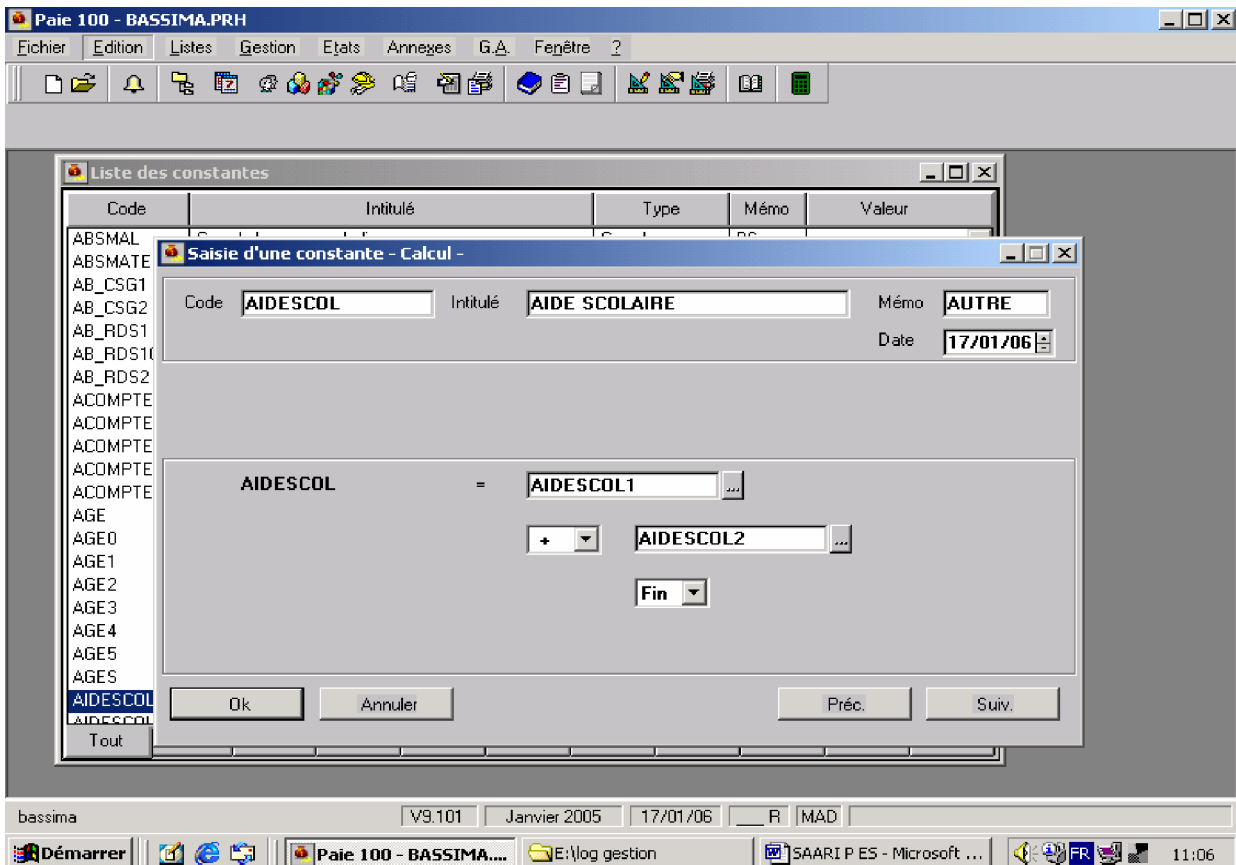 Paie 100 - BASSIMA.PRH
Fichier Edition Listes Gestion Etats Annexes G.A. Fenêtre ?
Liste des constantes
Code Intitulé Type Mémo Valeur
ABSMAL
ABSMATE
Saisie d'une constante - Calcul -
AB_CSG1
AB_CSG2
Code AIDESCOL Intitulé AIDE SCOLAIRE Mémo AUTRE
AB_RDS1
Date 17/01/06
AB_RDS10
AB_RDS2
ACOMPTE
ACOMPTE
ACOMPTE
ACOMPTE
ACOMPTE
AIDESCOL = AIDESCOL1 ...
AGE
AGE0
+ AIDESCOL2 ...
AGE1
AGE2
Fin
AGE3
AGE4
AGE5
AGES
AIDESCOL
Ok Annuler Préc. Suiv.
AIDESCOL
Tout
bassima V9.101 Janvier 2005 17/01/06 ___ R MAD
Démarrer Paie 100 - BASSIMA.... E:\log gestion SAARI P ES - Microsoft ... FR 11:06